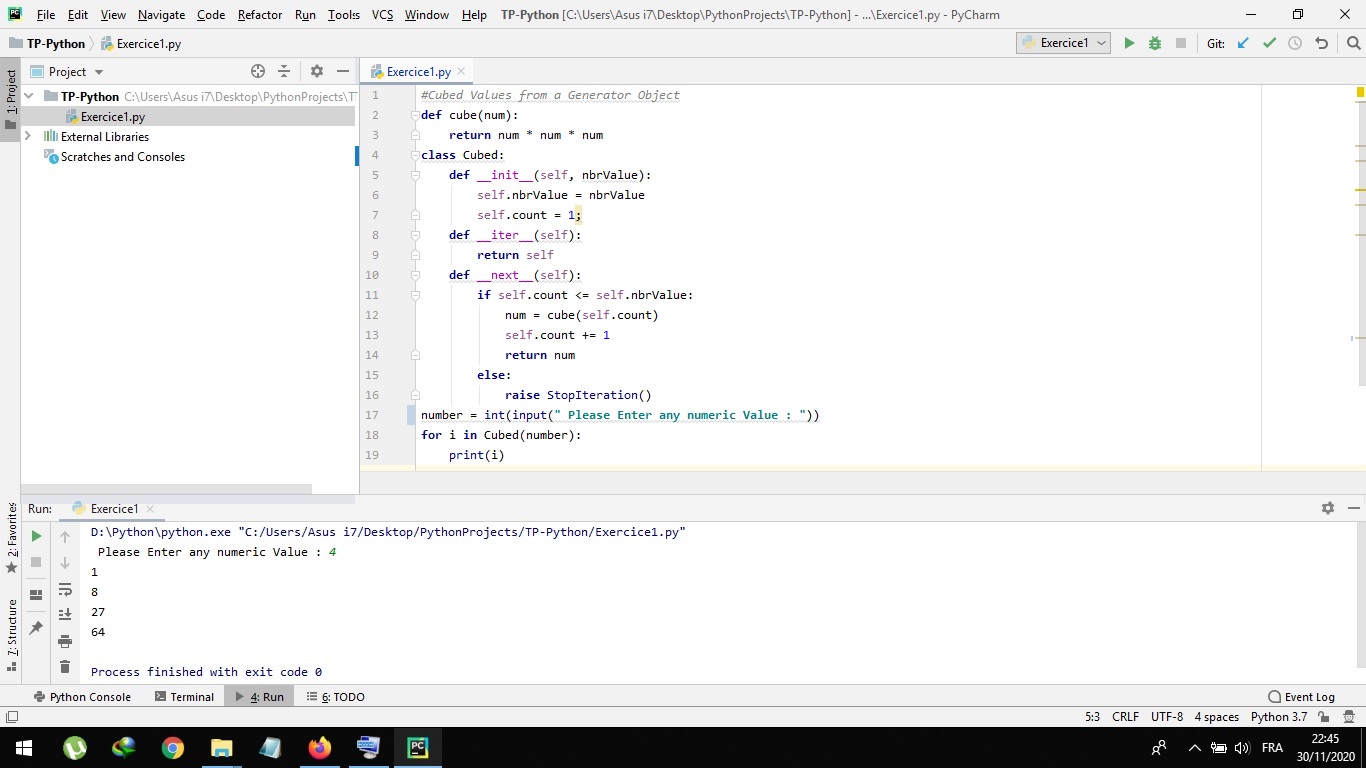 File Edit View Navigate Code Refactor Run Tools VCS Window Help TP-Python [C:\Users\Asus i7\Desktop\PythonProjects\TP-Python] - ...\Exercice1.py - PyCharm
TP-Python Exercice1.py Exercice1 Git:
Project Exercice1.py
1: Project
TP-Python C:\Users\Asus i7\Desktop\PythonProjects\T
Exercice1.py
External Libraries
Scratches and Consoles
1 #Cubed Values from a Generator Object
2 def cube(num):
3     return num * num * num
4 class Cubed:
5     def __init__(self, nbrValue):
6         self.nbrValue = nbrValue
7         self.count = 1;
8     def __iter__(self):
9         return self
10     def __next__(self):
11         if self.count <= self.nbrValue:
12             num = cube(self.count)
13             self.count += 1
14             return num
15         else:
16             raise StopIteration()
17 number = int(input(" Please Enter any numeric Value : "))
18 for i in Cubed(number):
19     print(i)
Run: Exercice1
2: Favorites
7: Structure
D:\Python\python.exe "C:/Users/Asus i7/Desktop/PythonProjects/TP-Python/Exercice1.py"
 Please Enter any numeric Value : 4
1
8
27
64
Process finished with exit code 0
Python Console Terminal 4: Run 6: TODO Event Log
5:3 CRLF UTF-8 4 spaces Python 3.7
FRA 22:45
30/11/2020